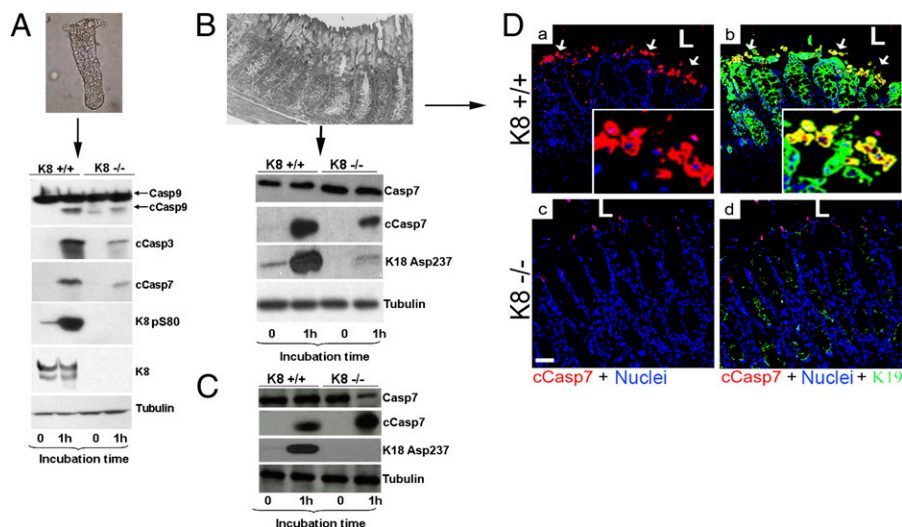 A
K8 +/+ K8 -/-
Casp9
cCasp9
cCasp3
cCasp7
K8 pS80
K8
Tubulin
0 1h 0 1h
Incubation time
B
K8 +/+ K8 -/-
Casp7
cCasp7
K18 Asp237
Tubulin
0 1h 0 1h
Incubation time
C
K8 +/+ K8 -/-
Casp7
cCasp7
K18 Asp237
Tubulin
0 1h 0 1h
Incubation time
D
a L b L
K8 +/+
c L d L
K8 -/-
cCasp7 + Nuclei cCasp7 + Nuclei + K19